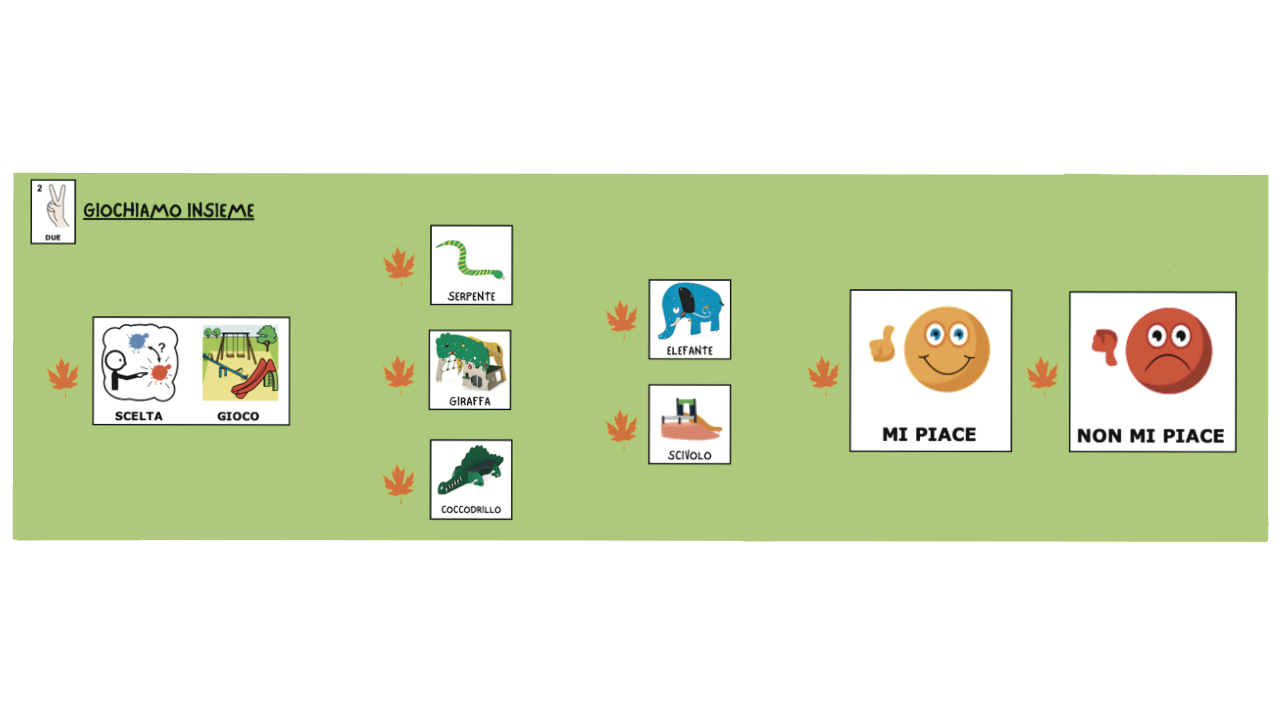 2
DUE
GIOCHIAMO INSIEME
SCELTA
GIOCO
?
SERPENTE
GIRAFFA
COCCODRILLO
ELEFANTE
SCIVOLO
MI PIACE
NON MI PIACE